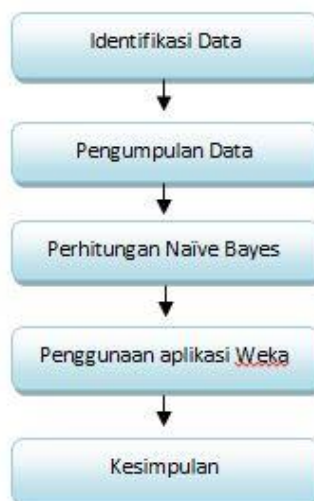 Identifikasi Data
Pengumpulan Data
Perhitungan Naïve Bayes
Penggunaan aplikasi Weka
Kesimpulan